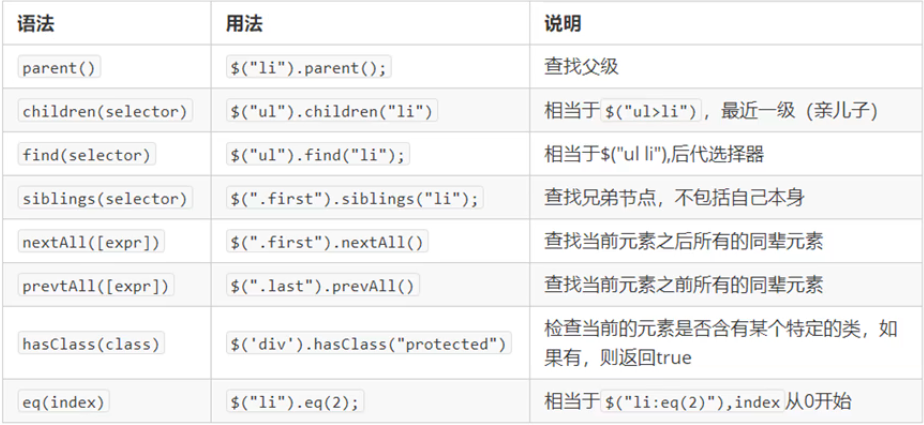 语法 用法 说明
parent() $("li").parent(); 查找父级
children(selector) $("ul").children("li") 相当于$("ul>li")，最近一级（亲儿子）
find(selector) $("ul").find("li"); 相当于$("ul li"),后代选择器
siblings(selector) $(".first").siblings("li"); 查找兄弟节点，不包括自己本身
nextAll([expr]) $(".first").nextAll() 查找当前元素之后所有的同辈元素
prevtAll([expr]) $(".last").prevAll() 查找当前元素之前所有的同辈元素
hasClass(class) $('div').hasClass("protected") 检查当前的元素是否含有某个特定的类，如
果有，则返回true
eq(index) $("li").eq(2); 相当于$("li:eq(2)"),index从0开始